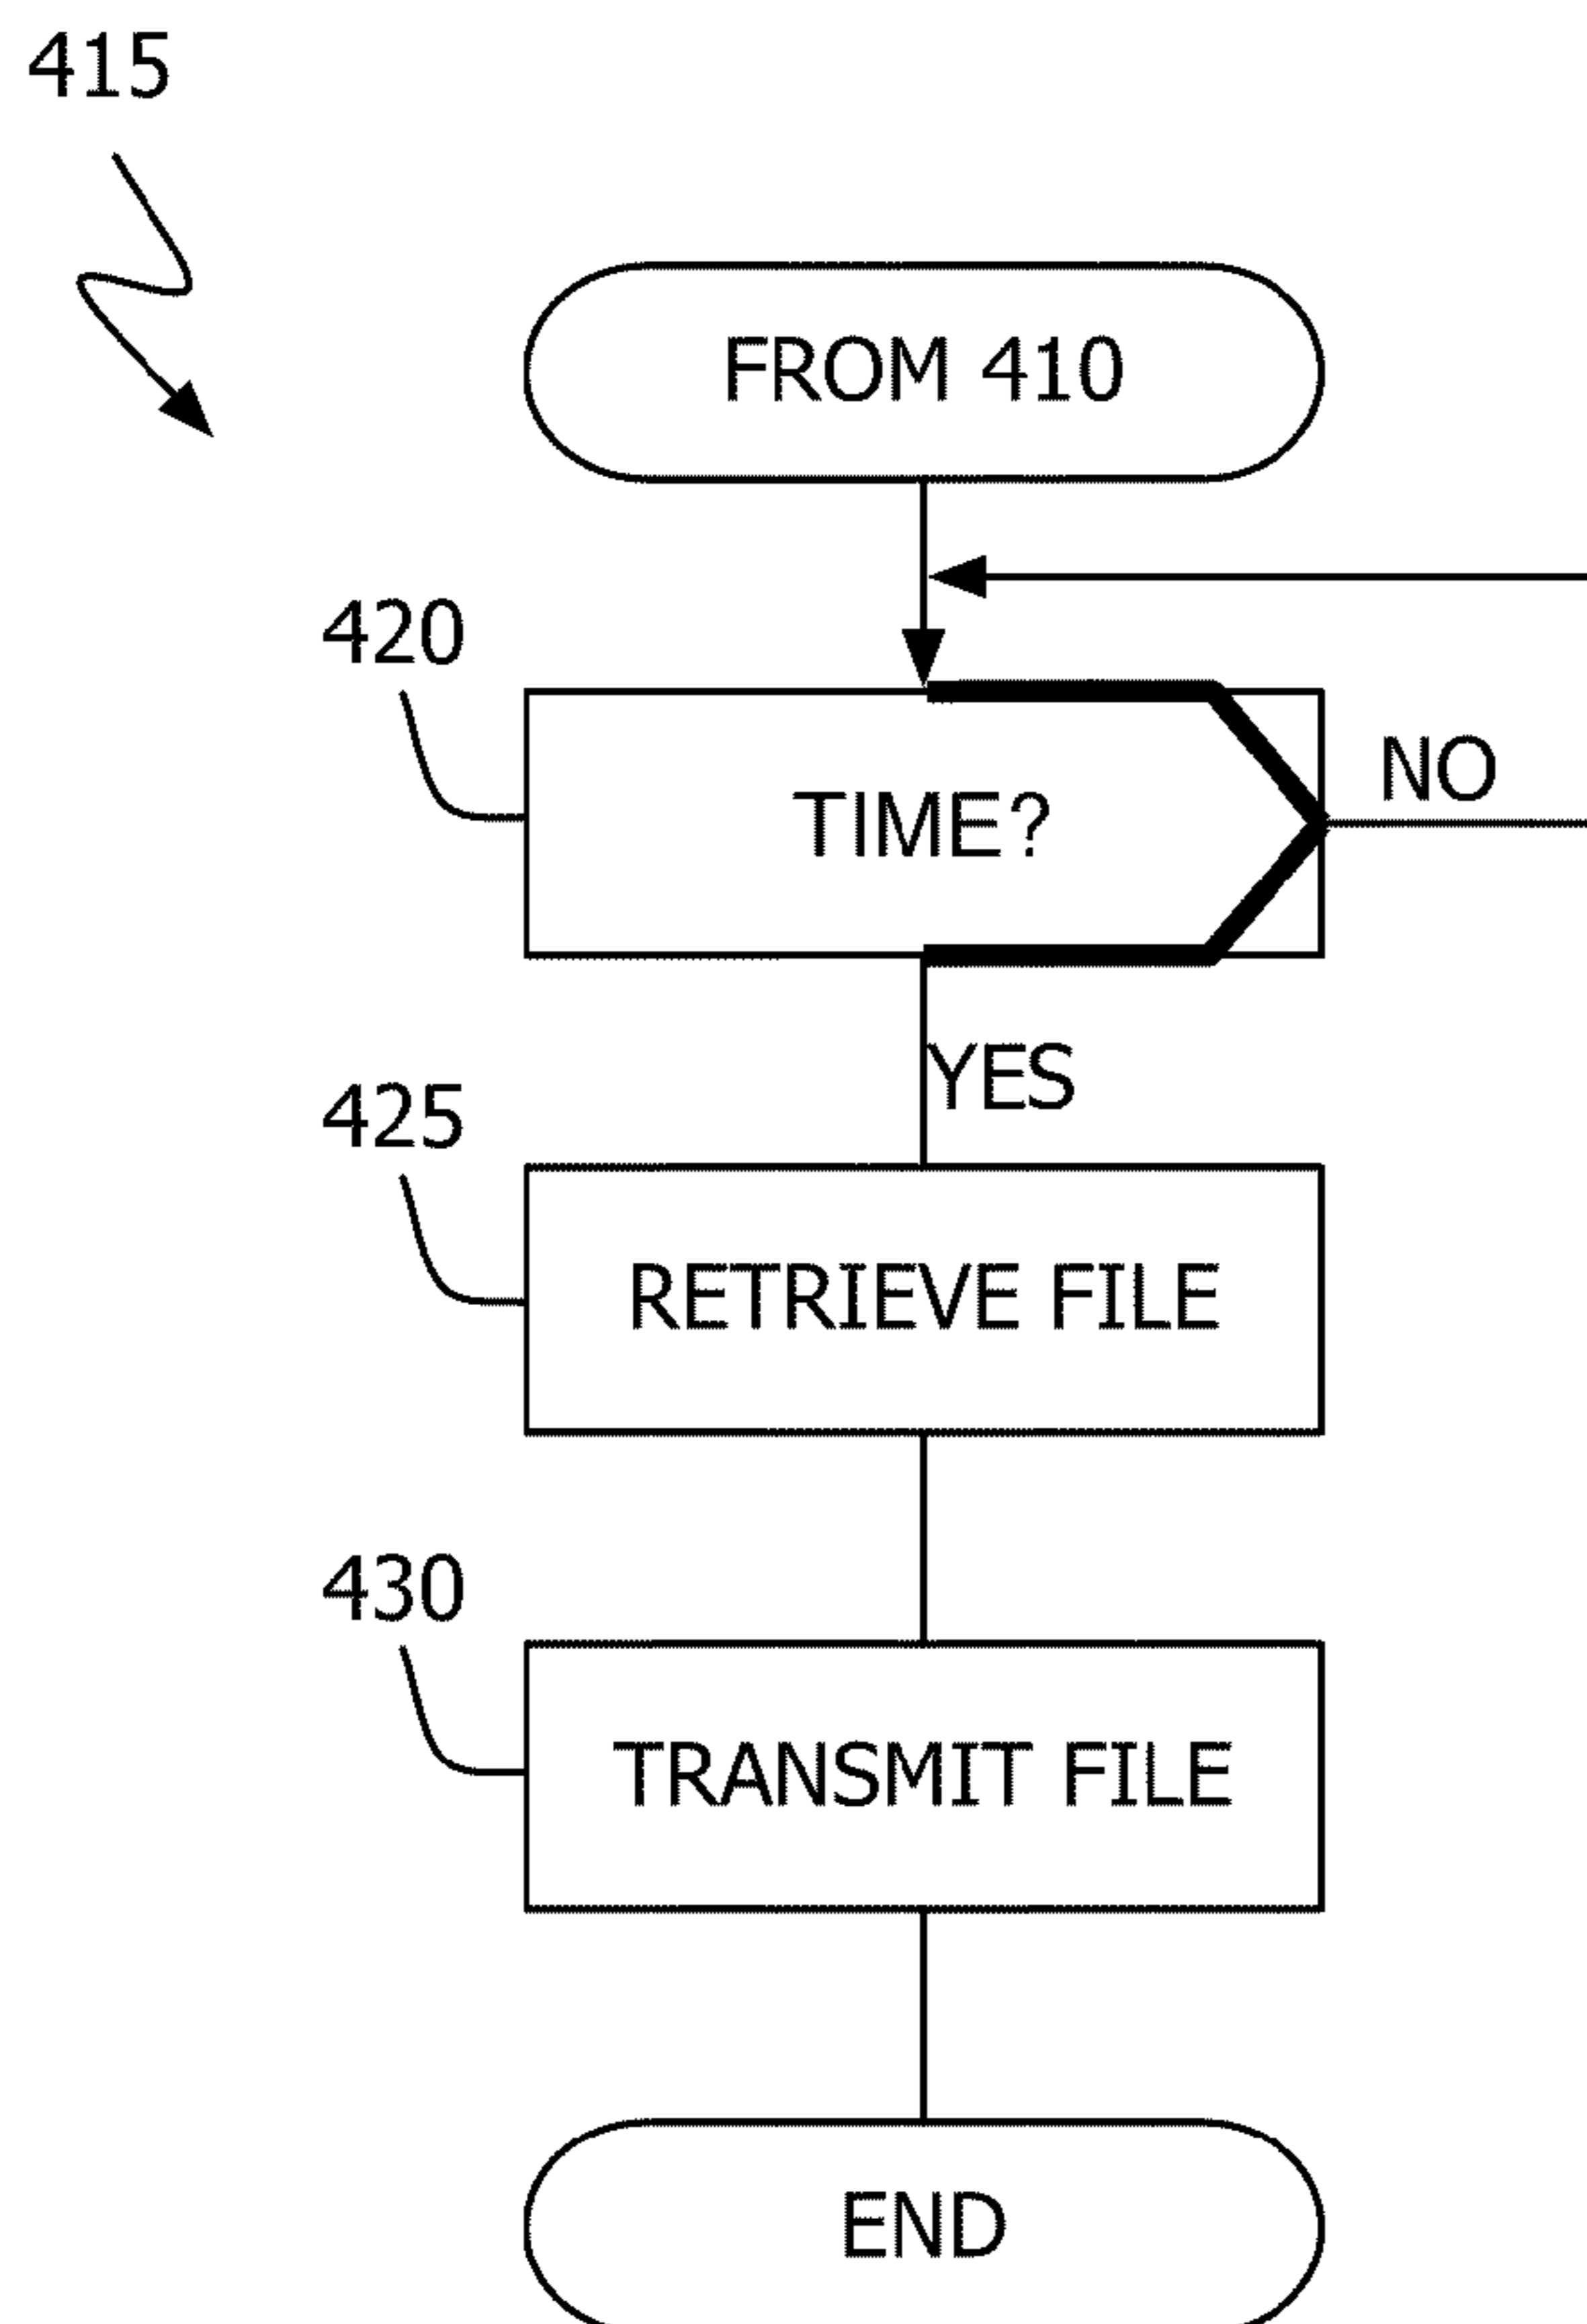 415
FROM 410
420
TIME?
NO
YES
425
RETRIEVE FILE
430
TRANSMIT FILE
END